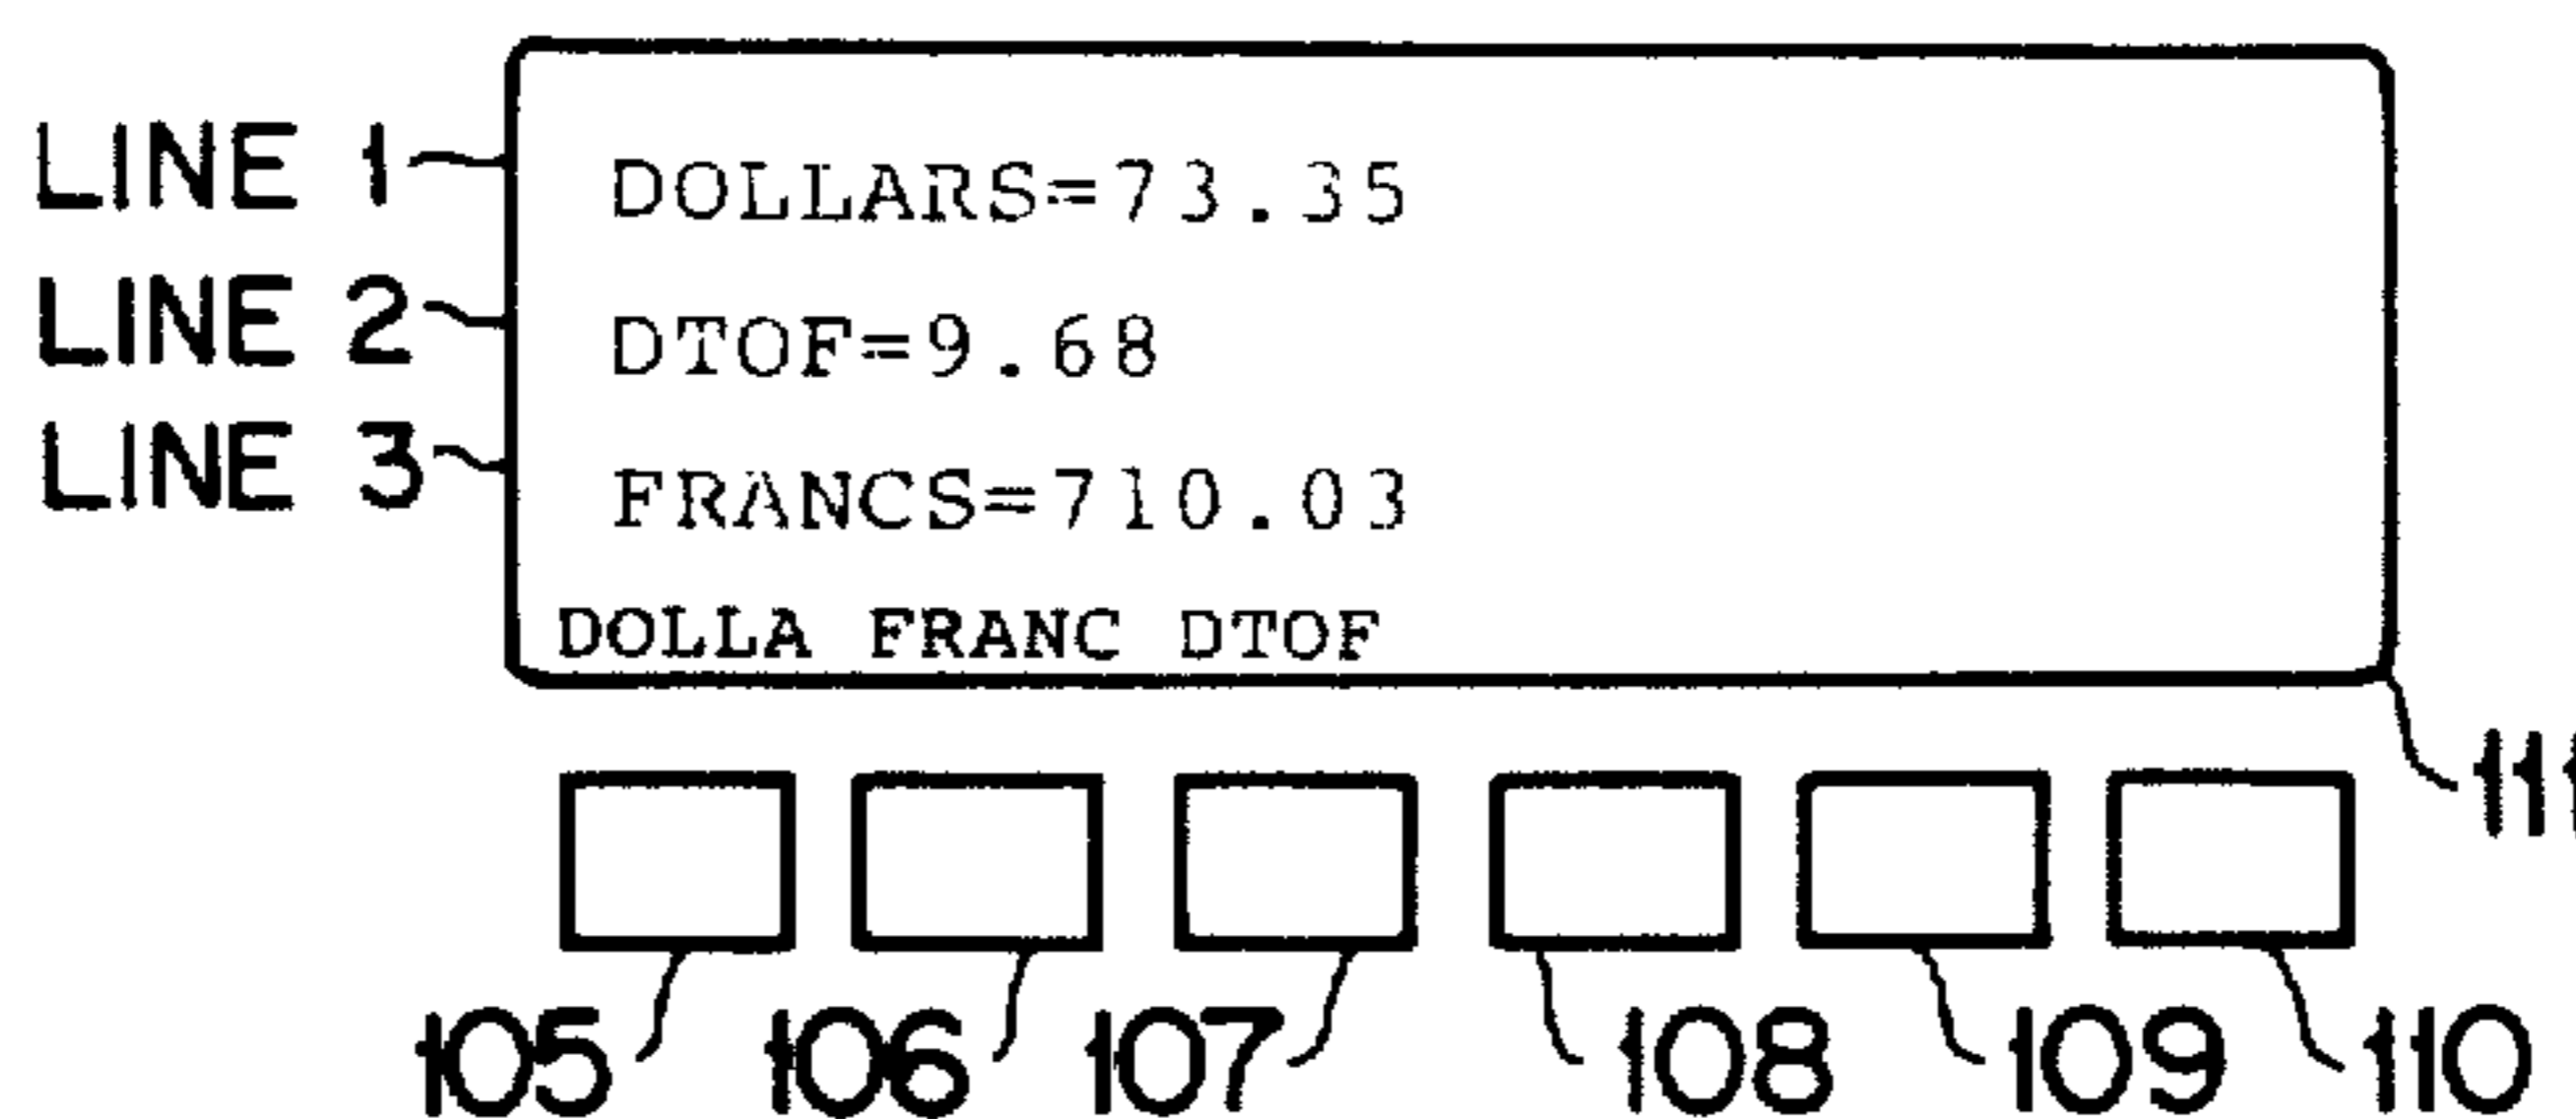 LINE 1 DOLLARS=73.35
LINE 2 DTOF=9.68
LINE 3 FRANCS=710.03
DOLLA FRANC DTOF
111
105 106 107 108 109 110